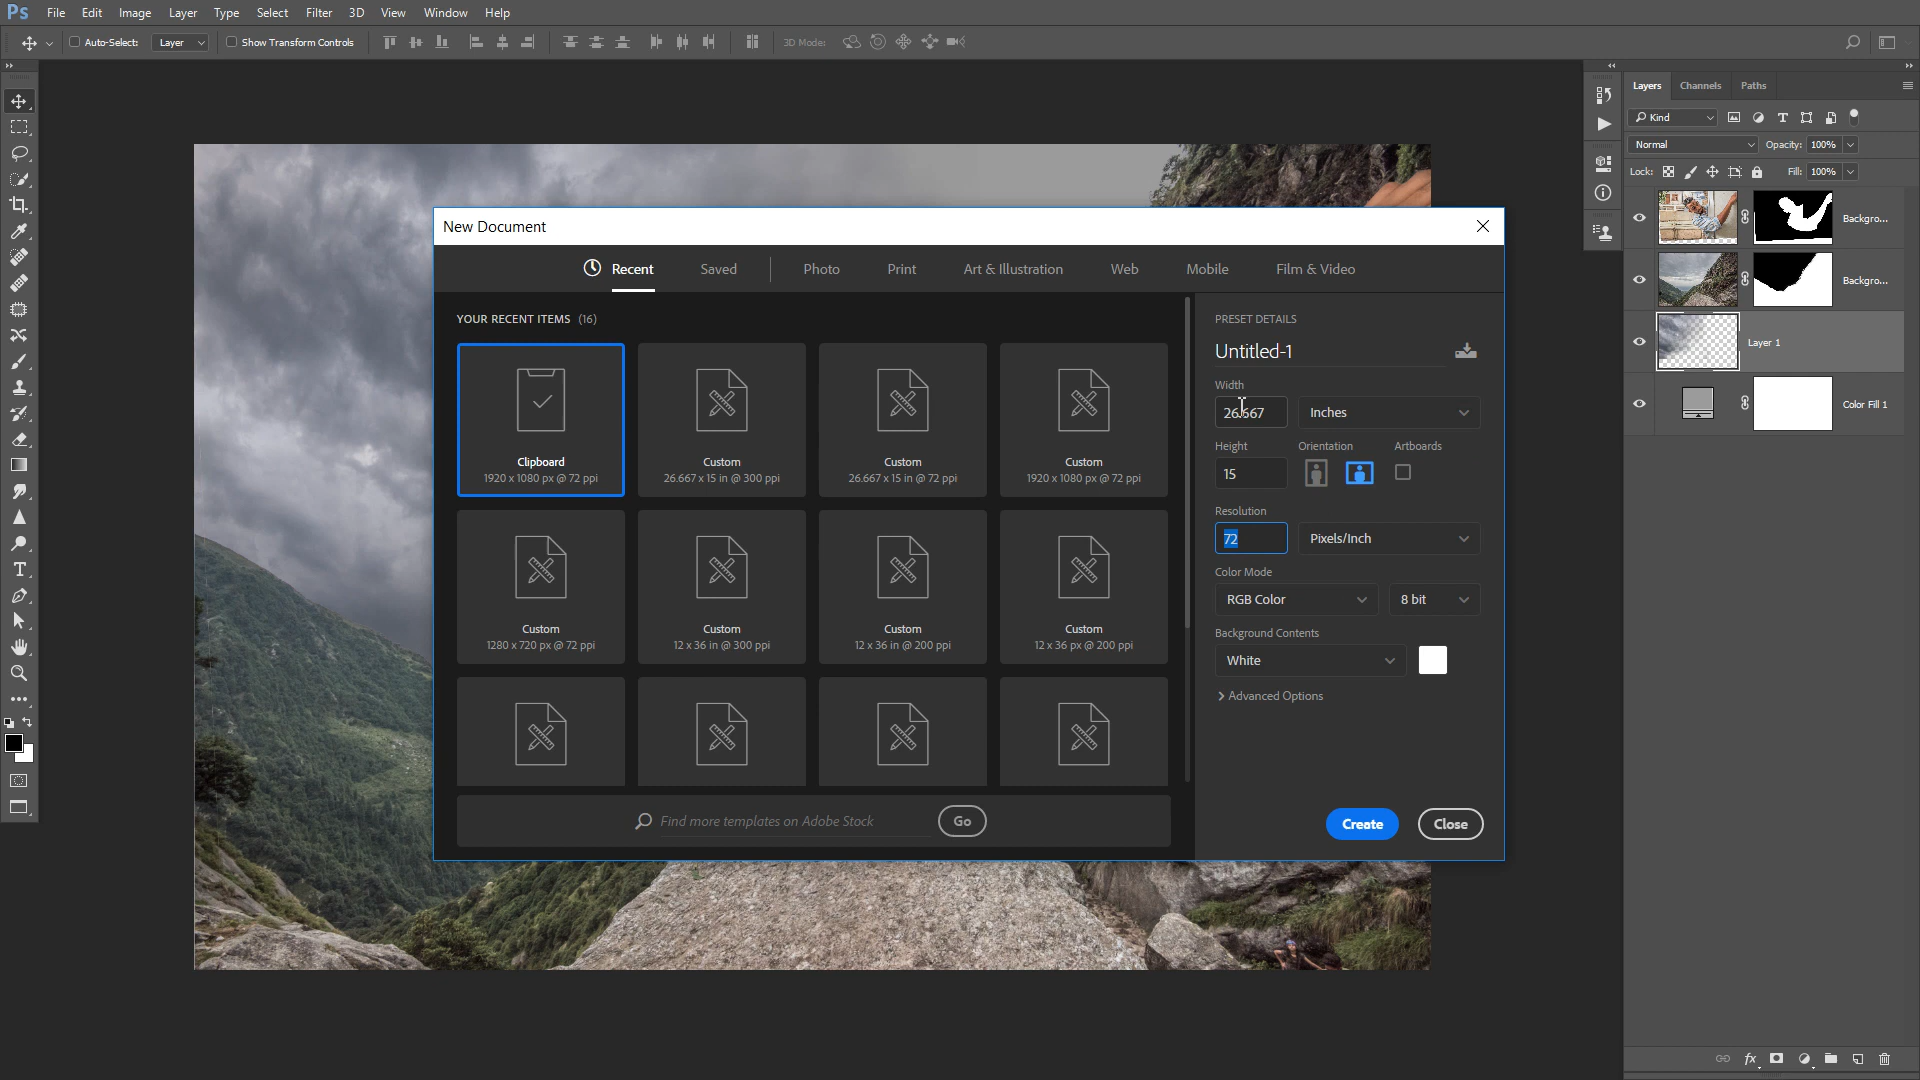 Ps File Edit Image Layer Type Select Filter 3D View Window Help
Auto-Select: Layer Show Transform Controls 3D Mode:
Layers Channels Paths
Kind
Normal Opacity: 100%
Lock: Fill: 100%
Backgro...
Backgro...
Layer 1
Color Fill 1
New Document
Recent Saved Photo Print Art & Illustration Web Mobile Film & Video
YOUR RECENT ITEMS (16)
Clipboard
1920 x 1080 px @ 72 ppi
Custom
26.667 x 15 in @ 300 ppi
Custom
26.667 x 15 in @ 72 ppi
Custom
1920 x 1080 px @ 72 ppi
Custom
1280 x 720 px @ 72 ppi
Custom
12 x 36 in @ 300 ppi
Custom
12 x 36 in @ 200 ppi
Custom
12 x 36 px @ 200 ppi
Find more templates on Adobe Stock Go
PRESET DETAILS
Untitled-1
Width
26.667 Inches
Height Orientation Artboards
15
Resolution
72 Pixels/Inch
Color Mode
RGB Color 8 bit
Background Contents
White
Advanced Options
Create Close
fx